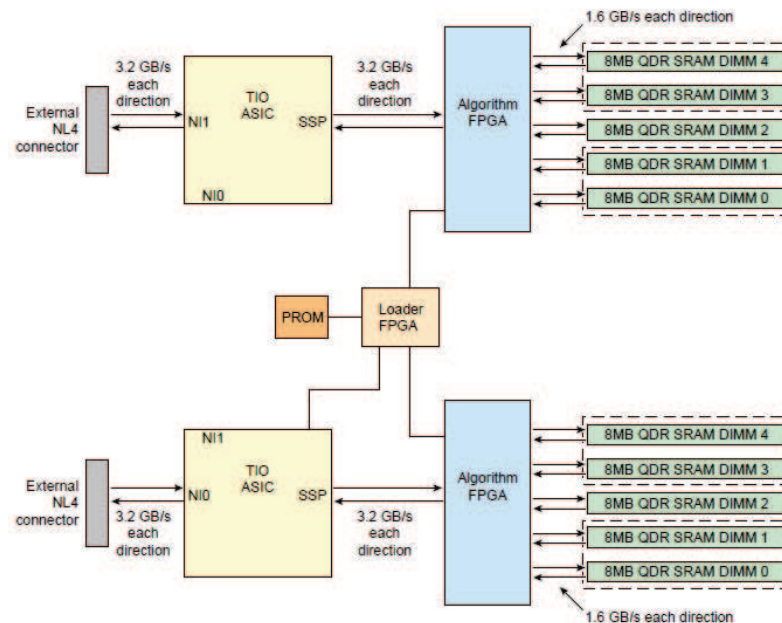 1.6 GB/s each direction
3.2 GB/s
each
direction
3.2 GB/s
each
direction
External
NL4
connector
TIO
ASIC
NI1
SSP
NI0
Algorithm
FPGA
8MB QDR SRAM DIMM 4
8MB QDR SRAM DIMM 3
8MB QDR SRAM DIMM 2
8MB QDR SRAM DIMM 1
8MB QDR SRAM DIMM 0
PROM
Loader
FPGA
External
NL4
connector
NI1
TIO
ASIC
NI0
SSP
3.2 GB/s
each
direction
3.2 GB/s
each
direction
Algorithm
FPGA
8MB QDR SRAM DIMM 4
8MB QDR SRAM DIMM 3
8MB QDR SRAM DIMM 2
8MB QDR SRAM DIMM 1
8MB QDR SRAM DIMM 0
1.6 GB/s each direction